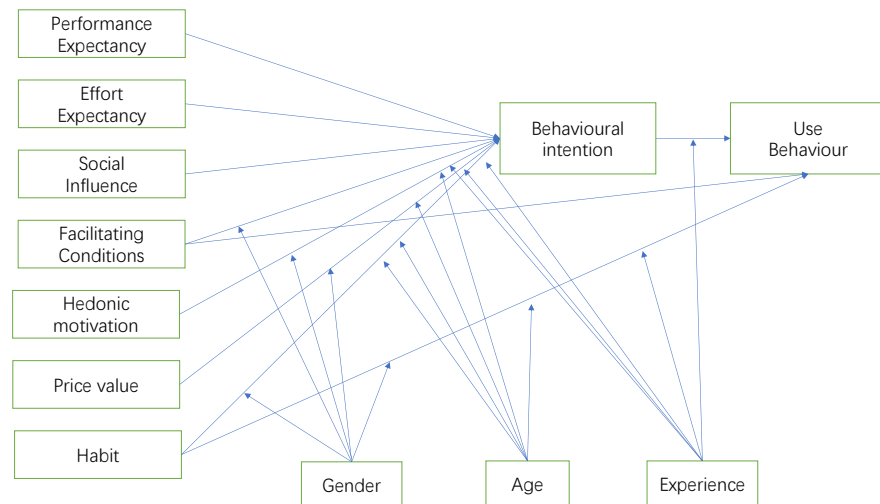 Performance
Expectancy
Effort
Expectancy
Social
Influence
Facilitating
Conditions
Hedonic
motivation
Price value
Habit
Behavioural
intention
Use
Behaviour
Gender
Age
Experience